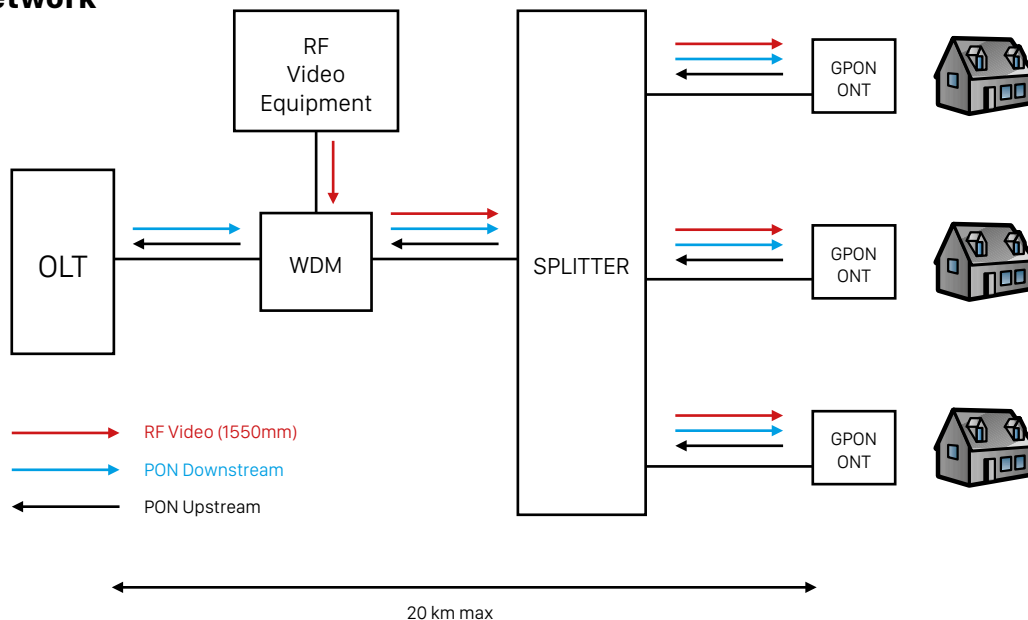 RF
Video
Equipment
OLT
WDM
SPLITTER
GPON
ONT
GPON
ONT
GPON
ONT
RF Video (1550mm)
PON Downstream
PON Upstream
20 km max